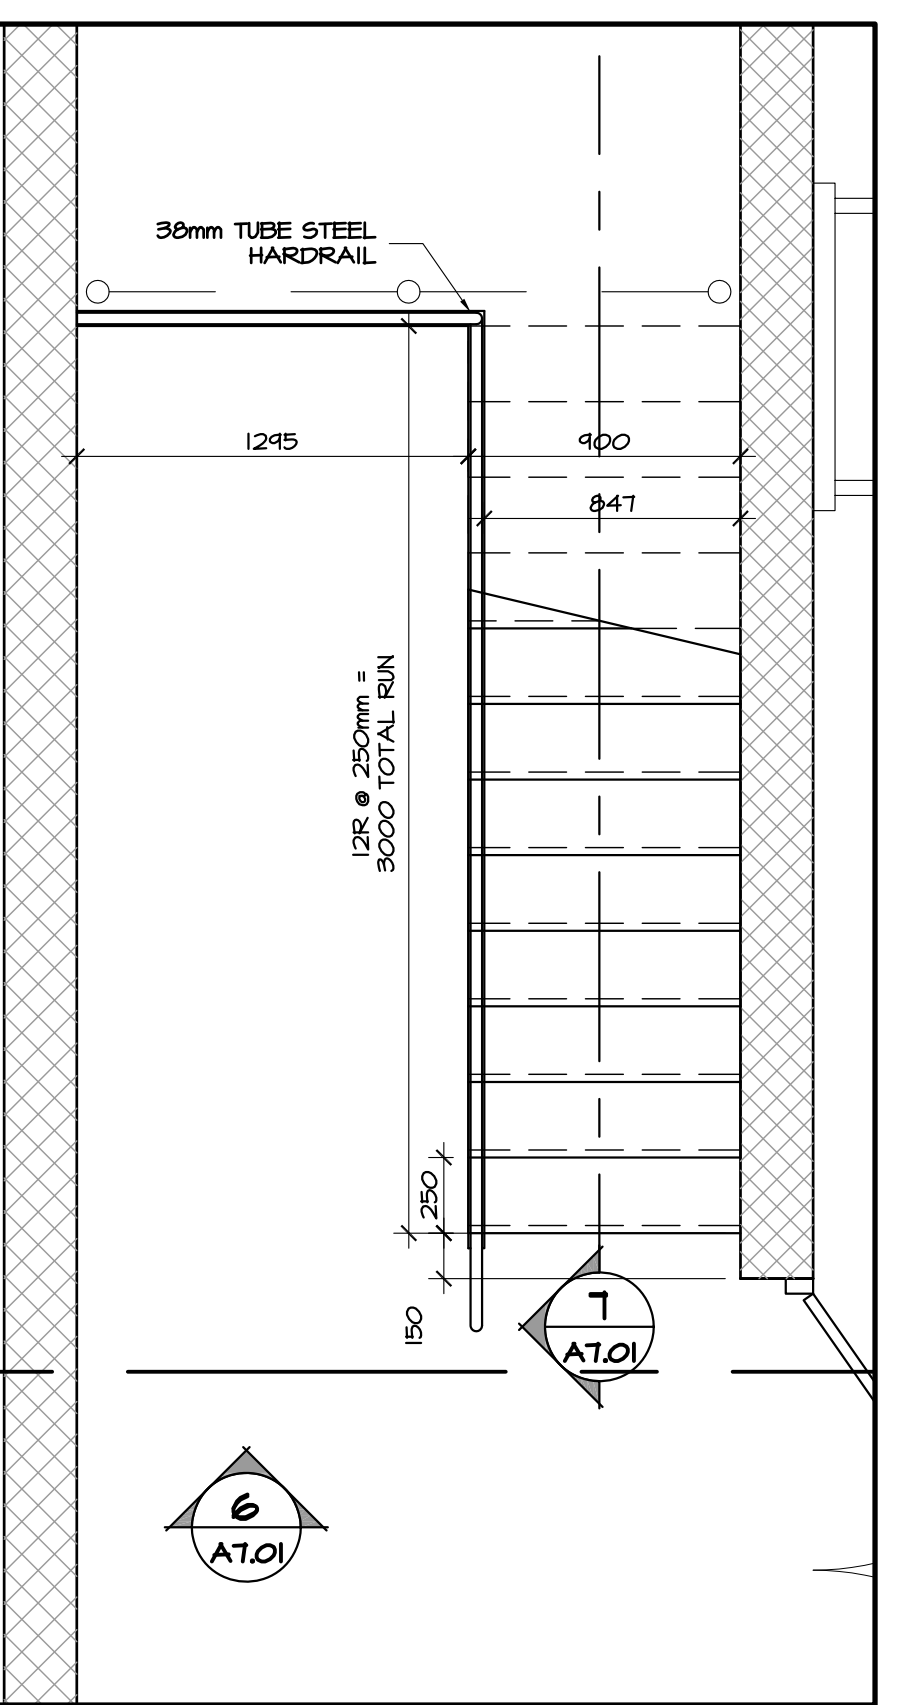 38mm TUBE STEEL
HARDRAIL
1295
900
847
12R @ 250mm =
3000 TOTAL RUN
250
150
7
A7.01
6
A7.01